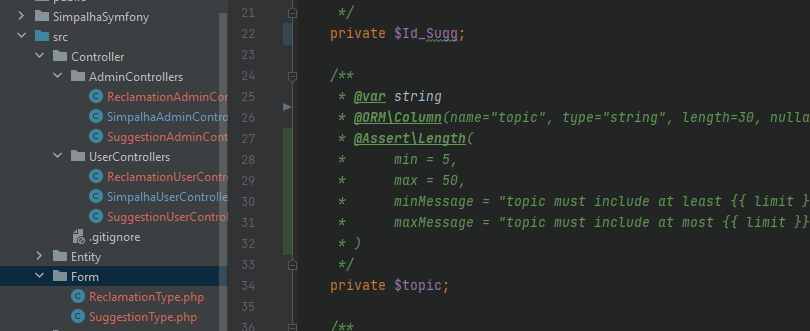 SimpalhaSymfony
src
Controller
AdminControllers
ReclamationAdminCo
SimpalhaAdminContro
SuggestionAdminCont
UserControllers
ReclamationUserContr
SimpalhaUserControlle
SuggestionUserControl
.gitignore
Entity
Form
ReclamationType.php
SuggestionType.php
21 */
22 private $Id_Sugg;
23
24 /**
25 * @var string
26 * @ORM\Column(name="topic", type="string", length=30, nulla
27 * @Assert\Length(
28 * min = 5,
29 * max = 50,
30 * minMessage = "topic must include at least {{ limit }
31 * maxMessage = "topic must include at most {{ limit }}
32 * )
33 */
34 private $topic;
35
36 /**